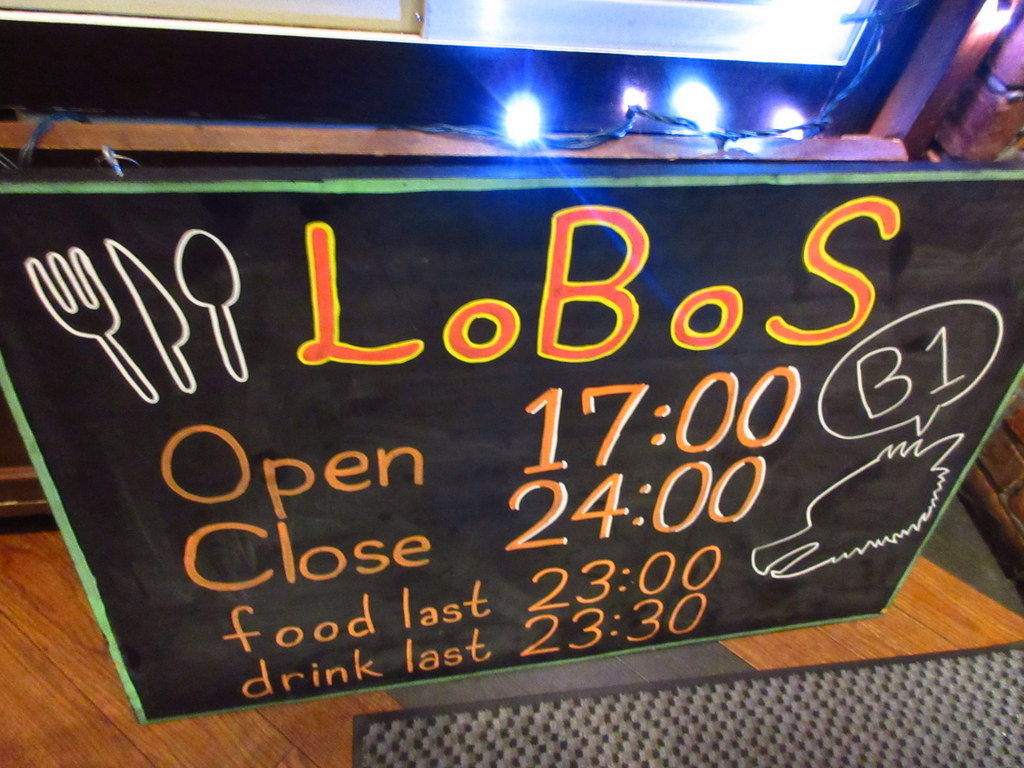 LoBoS
B1
Open 17:00
Close 24:00
food last 23:00
drink last 23:30